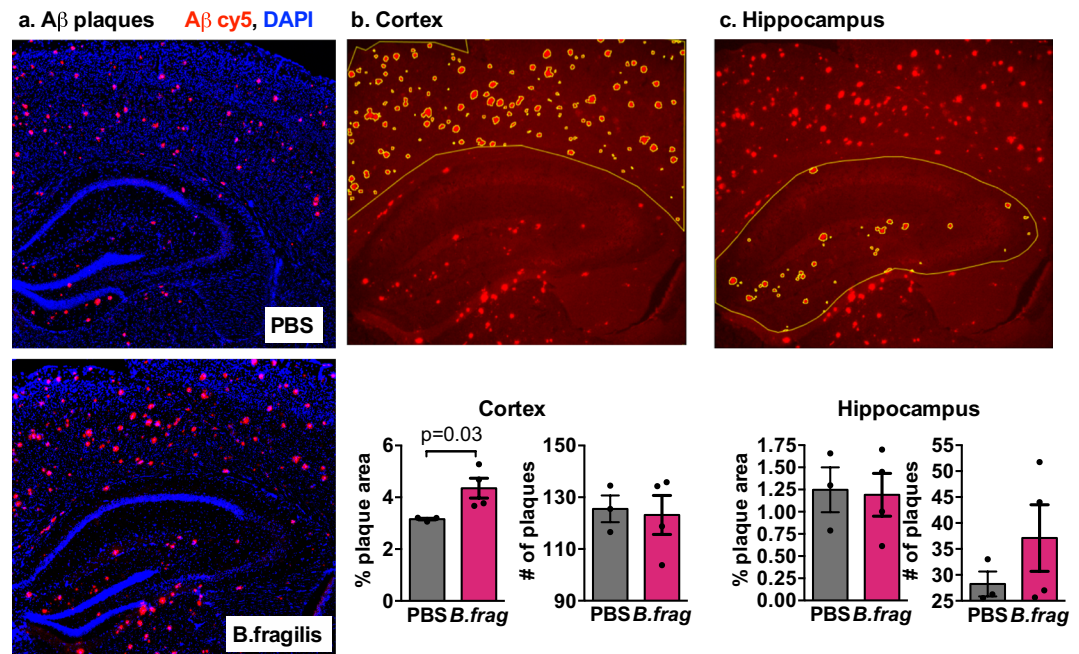 a. Aβ plaques
Aβ cy5, DAPI
b. Cortex
c. Hippocampus
PBS
B.fragilis
Cortex
p=0.03
% plaque area
6
4
2
0
PBS B.frag
# of plaques
150
130
110
90
PBS B.frag
Hippocampus
% plaque area
1.75
1.50
1.25
1.00
0.75
0.50
0.25
0.00
PBS B.frag
# of plaques
55
50
45
40
35
30
25
PBS B.frag